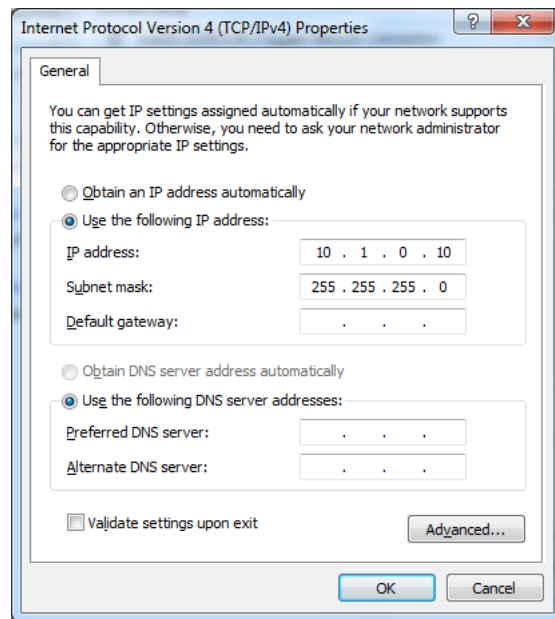 Internet Protocol Version 4 (TCP/IPv4) Properties
?
General
You can get IP settings assigned automatically if your network supports
this capability. Otherwise, you need to ask your network administrator
for the appropriate IP settings.
Obtain an IP address automatically
Use the following IP address:
IP address: 10 . 1 . 0 . 10
Subnet mask: 255 . 255 . 255 . 0
Default gateway: . . .
Obtain DNS server address automatically
Use the following DNS server addresses:
Preferred DNS server: . . .
Alternate DNS server: . . .
Validate settings upon exit
Advanced...
OK Cancel